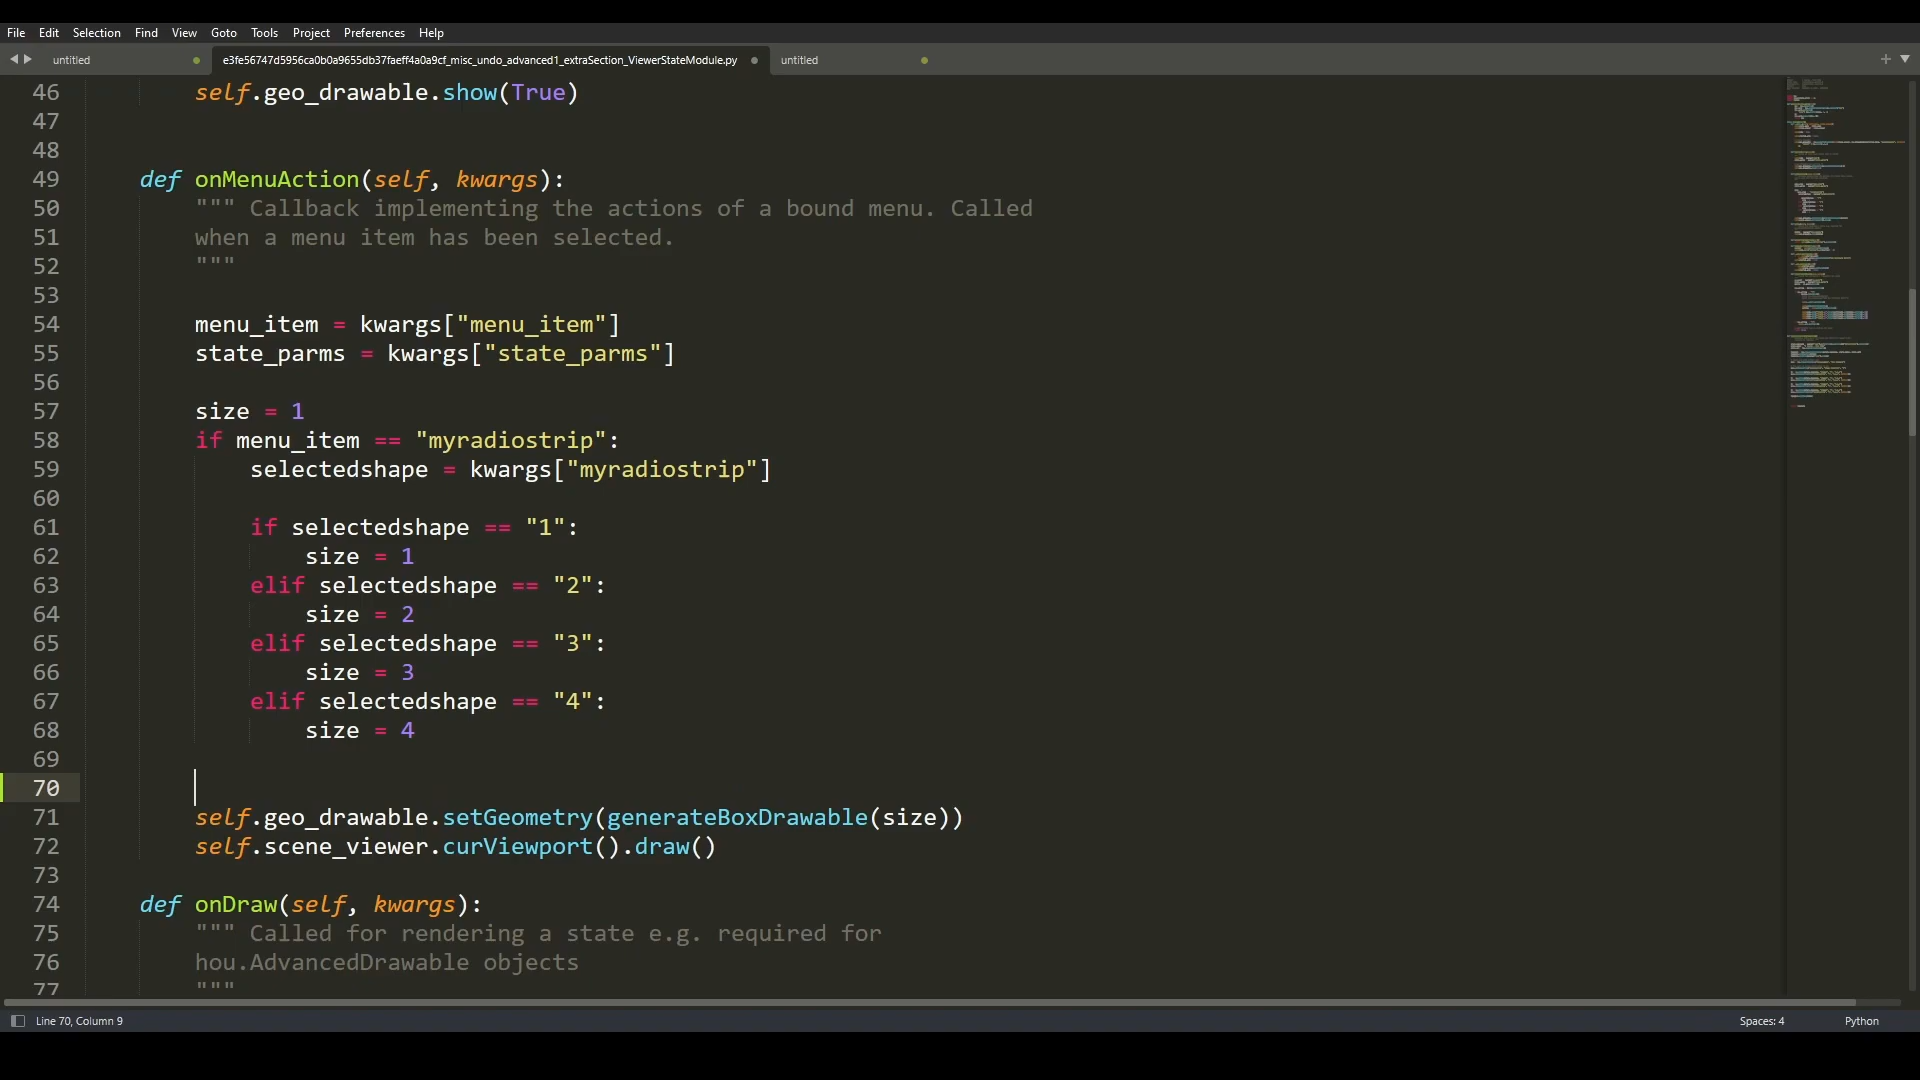 File Edit Selection Find View Goto Tools Project Preferences Help
untitled e3fe56747d5956ca0b0a9655db37faeff4a0a9cf_misc_undo_advanced1_extraSection_ViewerStateModule.py untitled
46 self.geo_drawable.show(True)
47
48
49 def onMenuAction(self, kwargs):
50 """ Callback implementing the actions of a bound menu. Called
51 when a menu item has been selected.
52 """
53
54 menu_item = kwargs["menu_item"]
55 state_parms = kwargs["state_parms"]
56
57 size = 1
58 if menu_item == "myradiostrip":
59 selectedshape = kwargs["myradiostrip"]
60
61 if selectedshape == "1":
62 size = 1
63 elif selectedshape == "2":
64 size = 2
65 elif selectedshape == "3":
66 size = 3
67 elif selectedshape == "4":
68 size = 4
69
70
71 self.geo_drawable.setGeometry(generateBoxDrawable(size))
72 self.scene_viewer.curViewport().draw()
73
74 def onDraw(self, kwargs):
75 """ Called for rendering a state e.g. required for
76 hou.AdvancedDrawable objects
77 """
Line 70, Column 9 Spaces: 4 Python